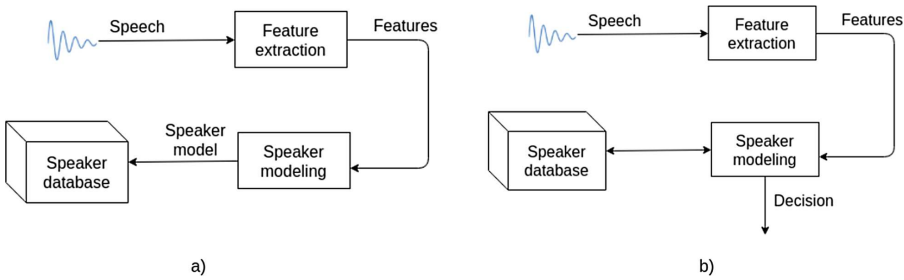 Speech
Feature
extraction
Features
Speaker
database
Speaker
model
Speaker
modeling
a)
Speech
Feature
extraction
Features
Speaker
database
Speaker
modeling
Decision
b)